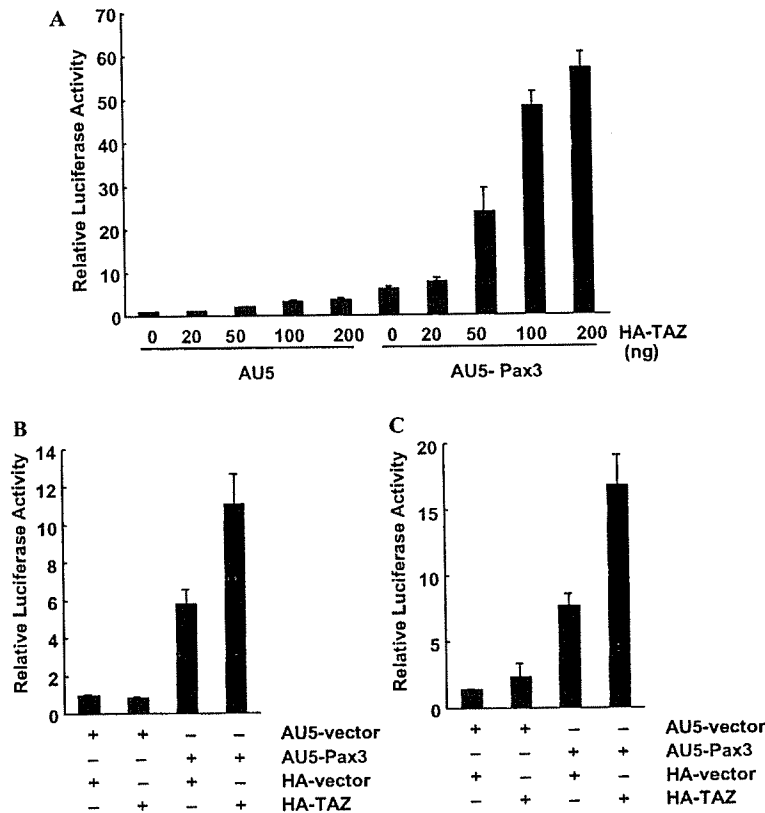 A
Relative Luciferase Activity
70
60
50
40
30
20
10
0
0 20 50 100 200 0 20 50 100 200 HA-TAZ
(ng)
AU5 AU5- Pax3
B
Relative Luciferase Activity
14
12
10
8
6
4
2
0
+ + – – AU5-vector
– – + + AU5-Pax3
+ – + – HA-vector
– + – + HA-TAZ
C
Relative Luciferase Activity
20
15
10
5
0
+ + – – AU5-vector
– – + + AU5-Pax3
+ – + – HA-vector
– + – + HA-TAZ